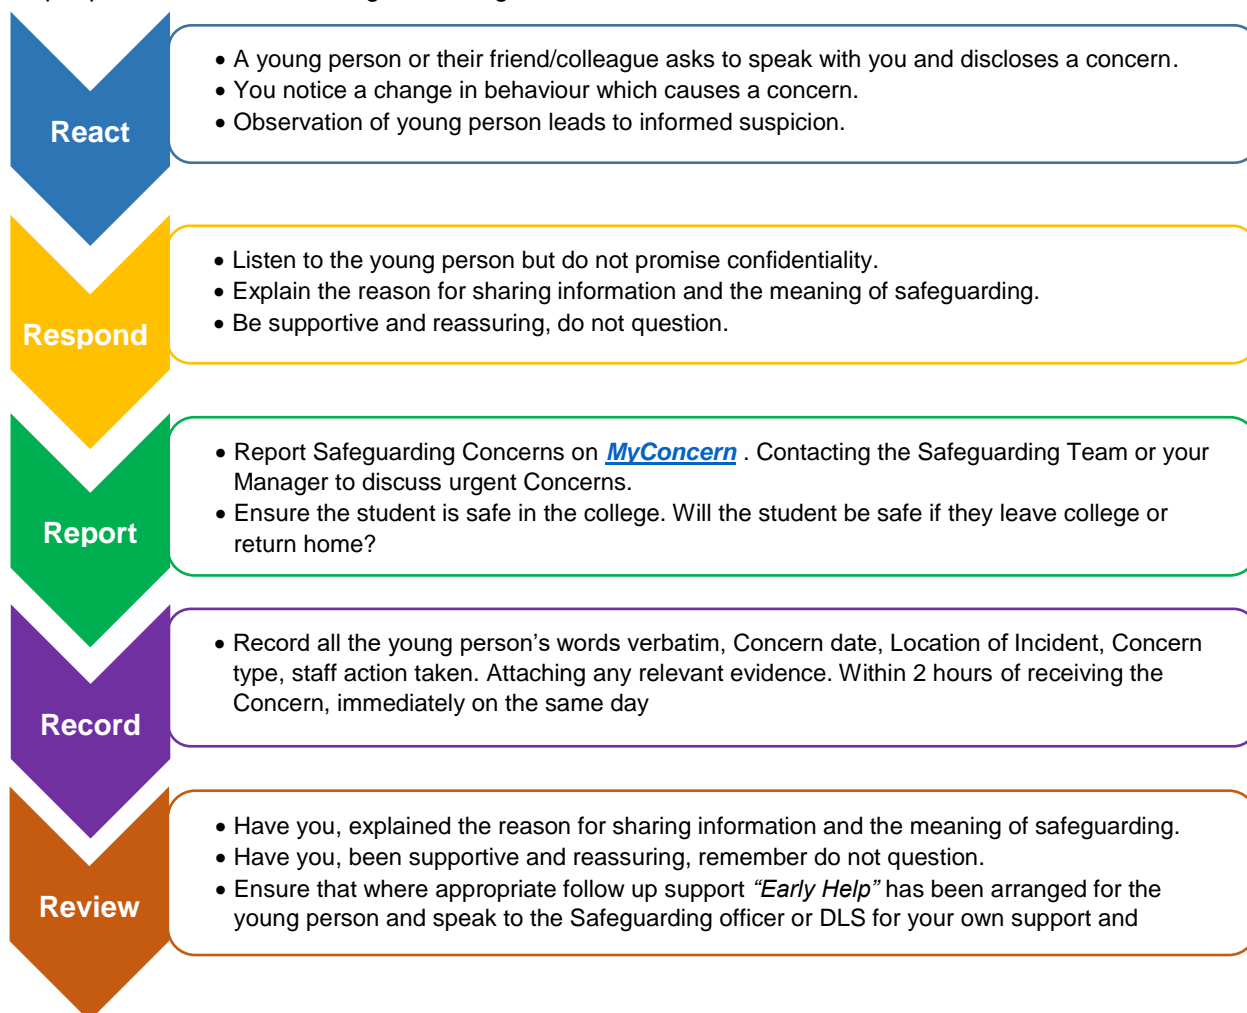 React
• A young person or their friend/colleague asks to speak with you and discloses a concern.
• You notice a change in behaviour which causes a concern.
• Observation of young person leads to informed suspicion.
Respond
• Listen to the young person but do not promise confidentiality.
• Explain the reason for sharing information and the meaning of safeguarding.
• Be supportive and reassuring, do not question.
Report
• Report Safeguarding Concerns on MyConcern . Contacting the Safeguarding Team or your
Manager to discuss urgent Concerns.
• Ensure the student is safe in the college. Will the student be safe if they leave college or
return home?
Record
• Record all the young person’s words verbatim, Concern date, Location of Incident, Concern
type, staff action taken. Attaching any relevant evidence. Within 2 hours of receiving the
Concern, immediately on the same day
Review
• Have you, explained the reason for sharing information and the meaning of safeguarding.
• Have you, been supportive and reassuring, remember do not question.
• Ensure that where appropriate follow up support “Early Help” has been arranged for the
young person and speak to the Safeguarding officer or DLS for your own support and